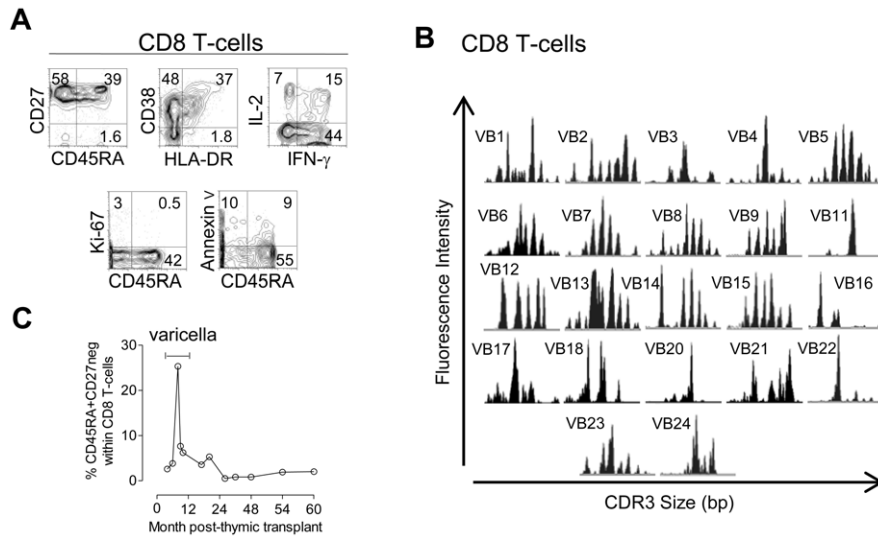 A
CD8 T-cells
58 39
1.6
CD27
CD45RA
48 37
1.8
CD38
HLA-DR
7 15
44
IL-2
IFN-γ
3 0.5
42
Ki-67
CD45RA
10 9
55
Annexin V
CD45RA
B CD8 T-cells
Fluorescence Intensity
VB1 VB2 VB3 VB4 VB5
VB6 VB7 VB8 VB9 VB11
VB12 VB13 VB14 VB15 VB16
VB17 VB18 VB20 VB21 VB22
VB23 VB24
CDR3 Size (bp)
C
varicella
% CD45RA+CD27neg
within CD8 T-cells
30
20
10
0
0 12 24 36 48 60
Month post-thymic transplant